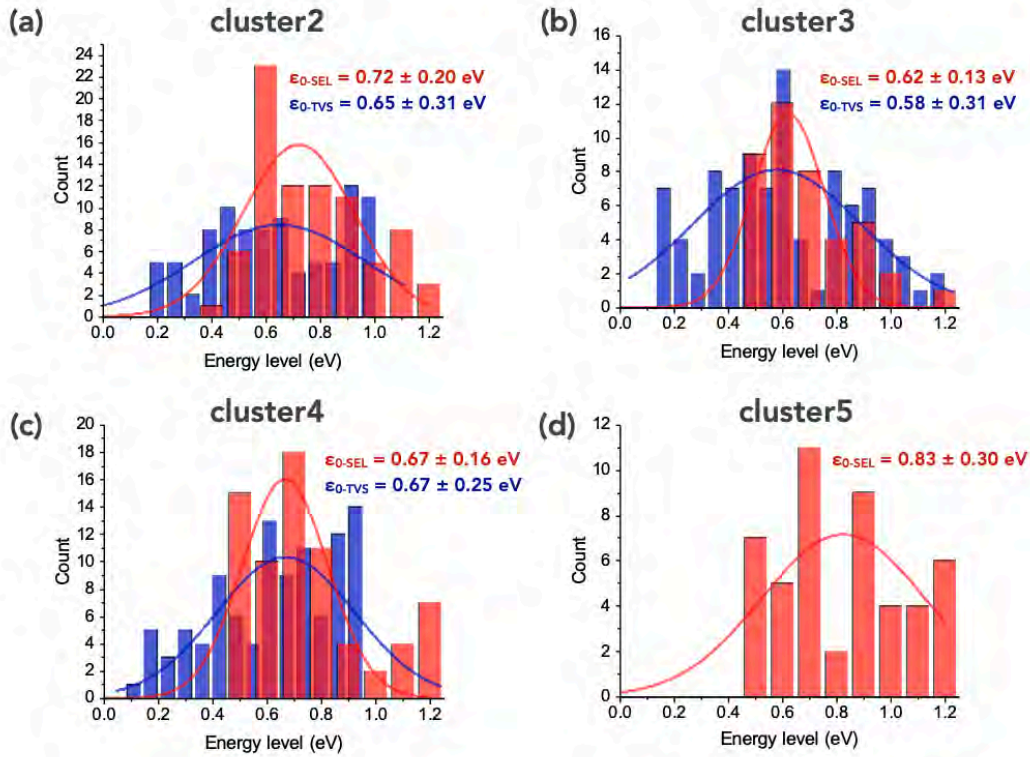 (a)
cluster2
24
22
20
18
16
14
12
10
8
6
4
2
0
Count
ε0-SEL = 0.72 ± 0.20 eV
ε0-TVS = 0.65 ± 0.31 eV
0.0 0.2 0.4 0.6 0.8 1.0 1.2
Energy level (eV)
(b)
cluster3
16
14
12
10
8
6
4
2
0
Count
ε0-SEL = 0.62 ± 0.13 eV
ε0-TVS = 0.58 ± 0.31 eV
0.0 0.2 0.4 0.6 0.8 1.0 1.2
Energy level (eV)
(c)
cluster4
20
18
16
14
12
10
8
6
4
2
0
Count
ε0-SEL = 0.67 ± 0.16 eV
ε0-TVS = 0.67 ± 0.25 eV
0.0 0.2 0.4 0.6 0.8 1.0 1.2
Energy level (eV)
(d)
cluster5
12
10
8
6
4
2
0
Count
ε0-SEL = 0.83 ± 0.30 eV
0.0 0.2 0.4 0.6 0.8 1.0 1.2
Energy level (eV)